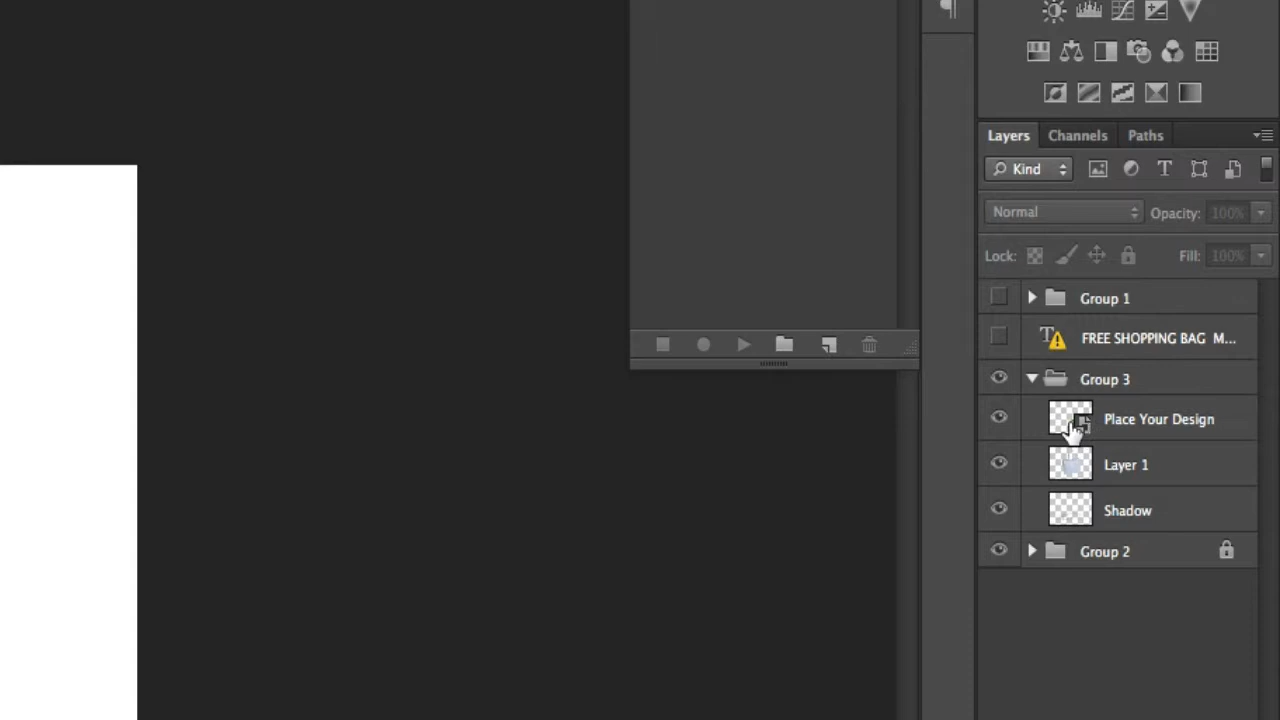 Layers Channels Paths
Kind
Normal Opacity: 100%
Lock: Fill: 100%
Group 1
FREE SHOPPING BAG M...
Group 3
Place Your Design
Layer 1
Shadow
Group 2